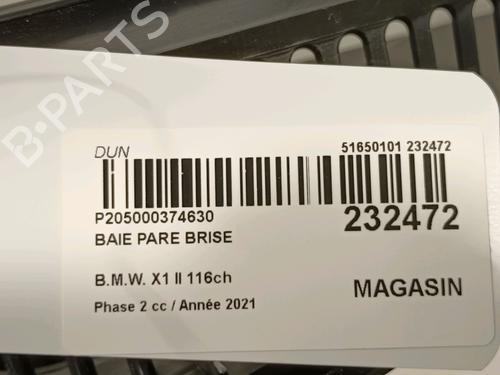 B-PARTS
DUN
51650101 232472
P205000374630
232472
BAIE PARE BRISE
B.M.W. X1 II 116ch
Phase 2 cc / Année 2021
MAGASIN